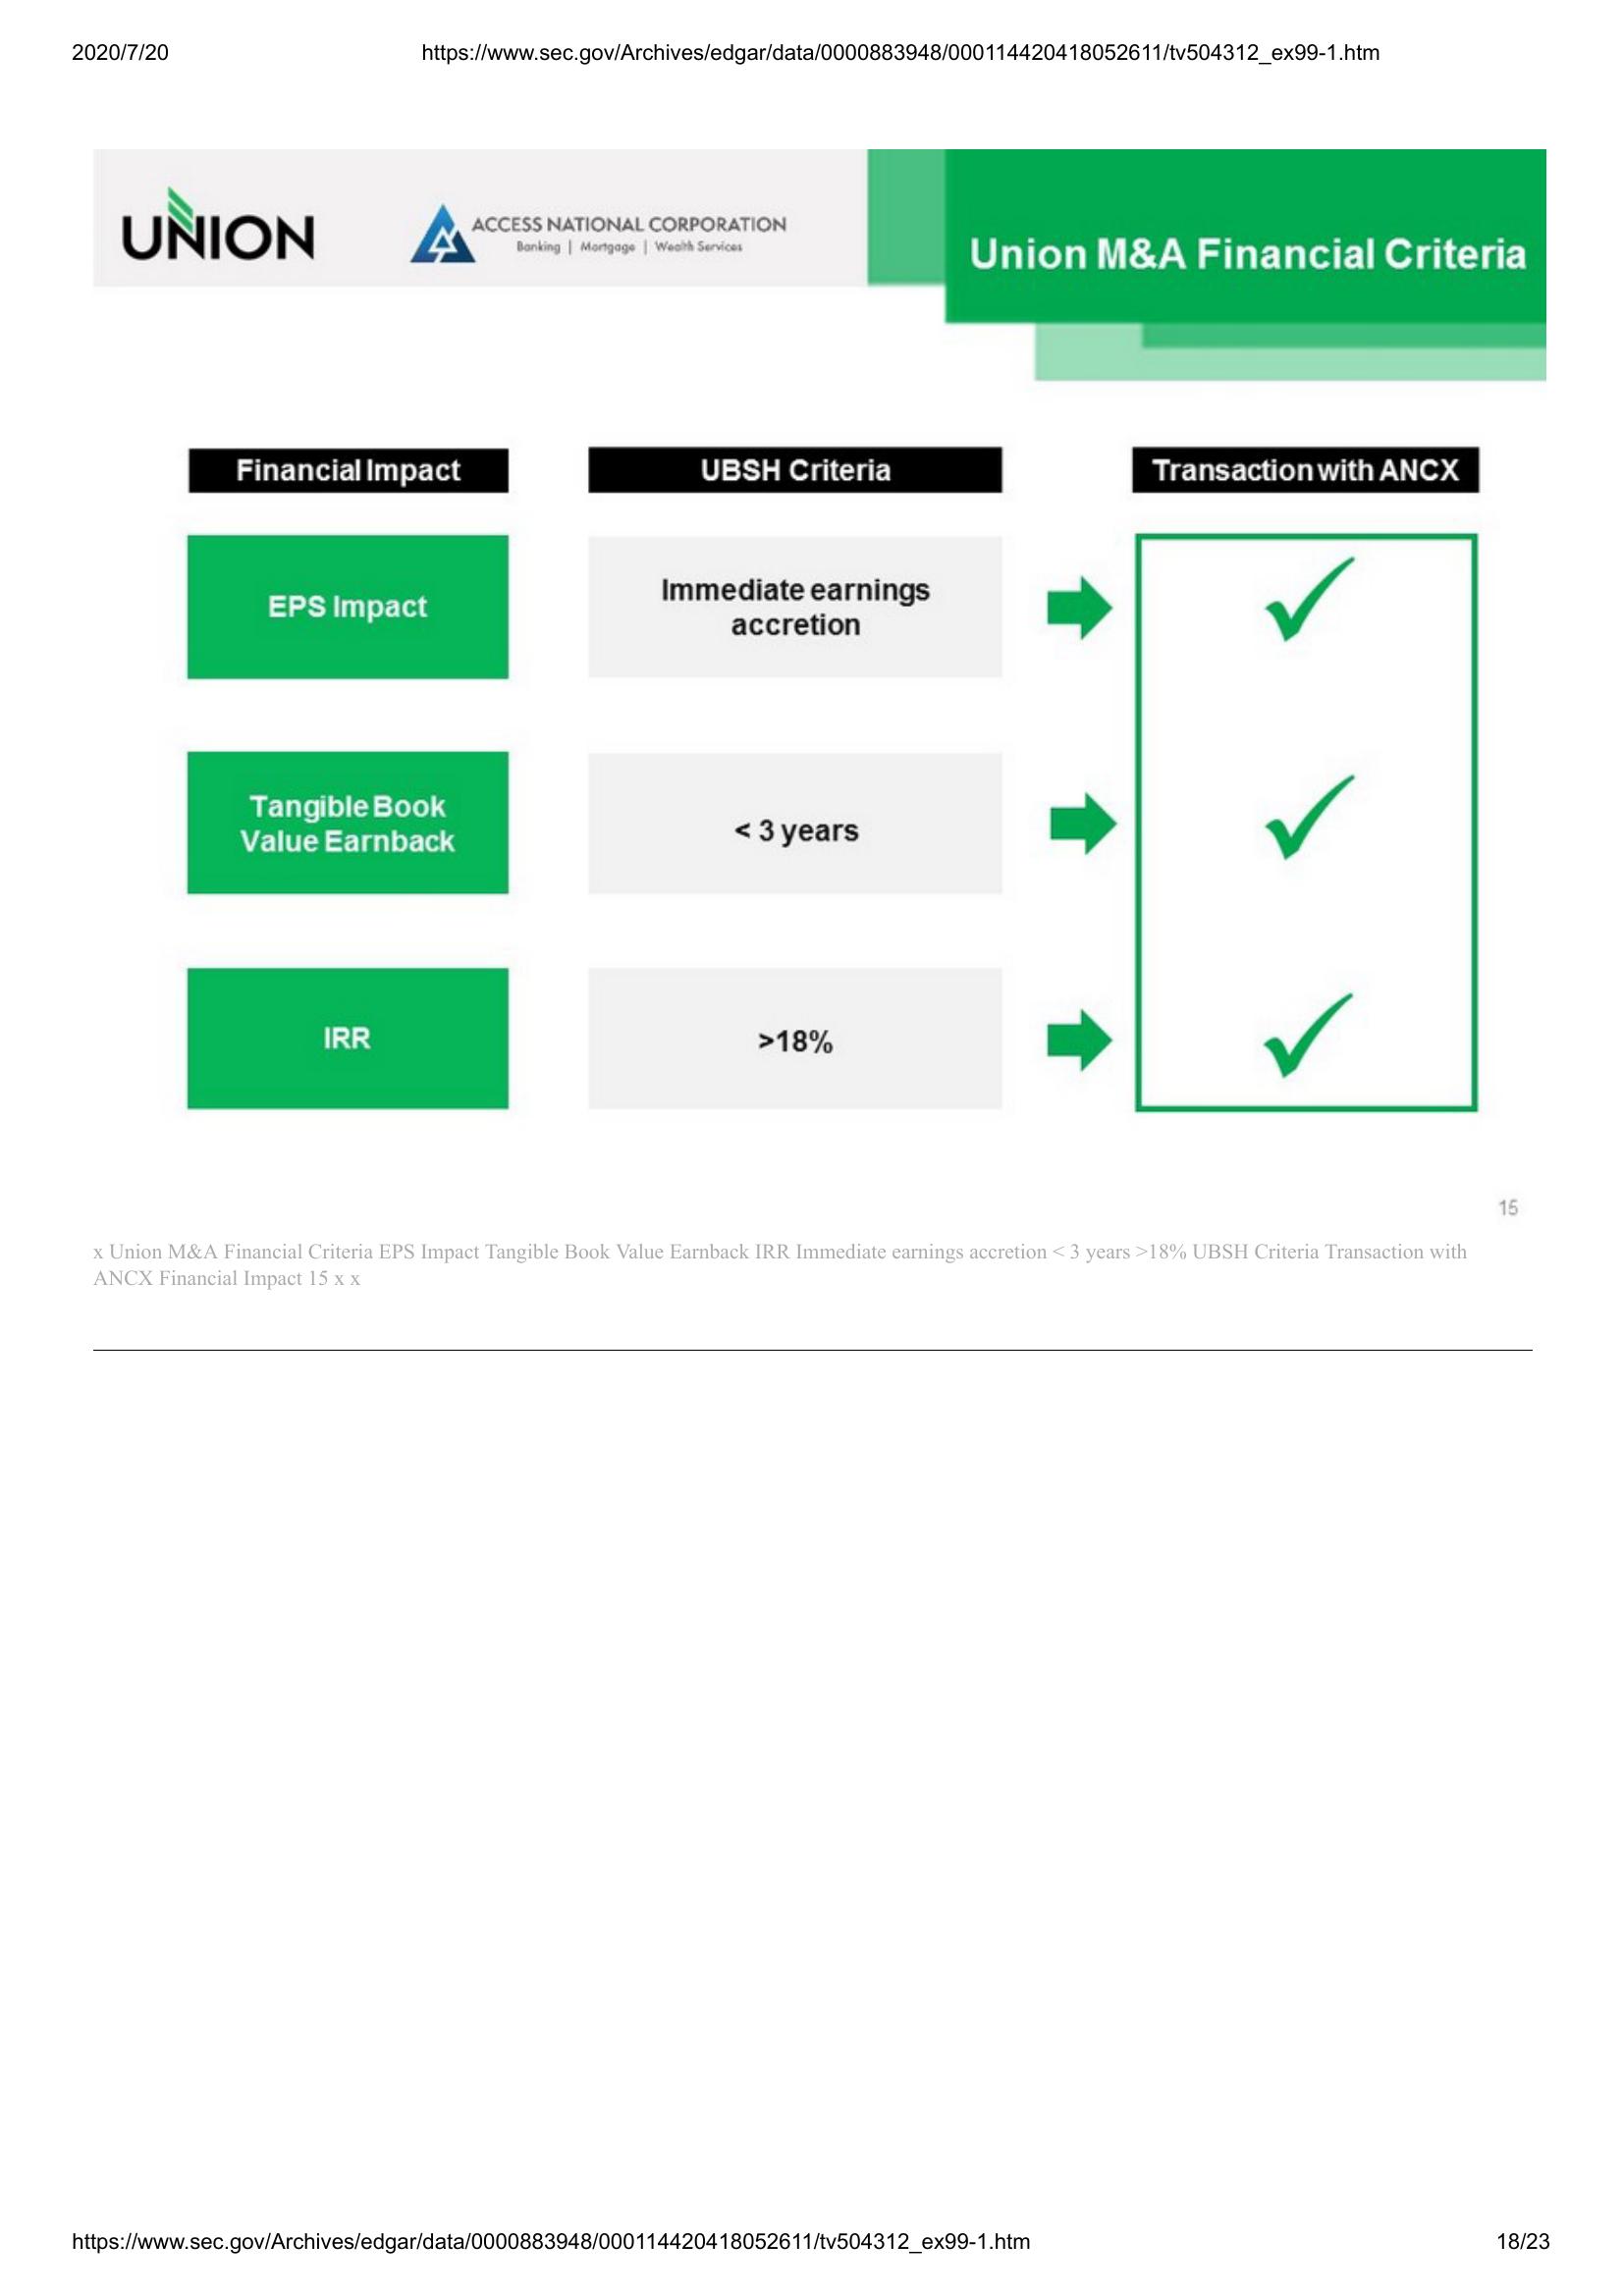 2020/7/20
https://www.sec.gov/Archives/edgar/data/0000883948/000114420418052611/tv504312_ex99-1.htm
UNION
ACCESS NATIONAL CORPORATION
Banking | Mortgage | Wealth Services
Union M&A Financial Criteria
Financial Impact
UBSH Criteria
Transaction with ANCX
EPS Impact
Immediate earnings
accretion
Tangible Book
Value Earnback
< 3 years
IRR
>18%
15
x Union M&A Financial Criteria EPS Impact Tangible Book Value Earnback IRR Immediate earnings accretion < 3 years >18% UBSH Criteria Transaction with
ANCX Financial Impact 15 x x
https://www.sec.gov/Archives/edgar/data/0000883948/000114420418052611/tv504312_ex99-1.htm
18/23